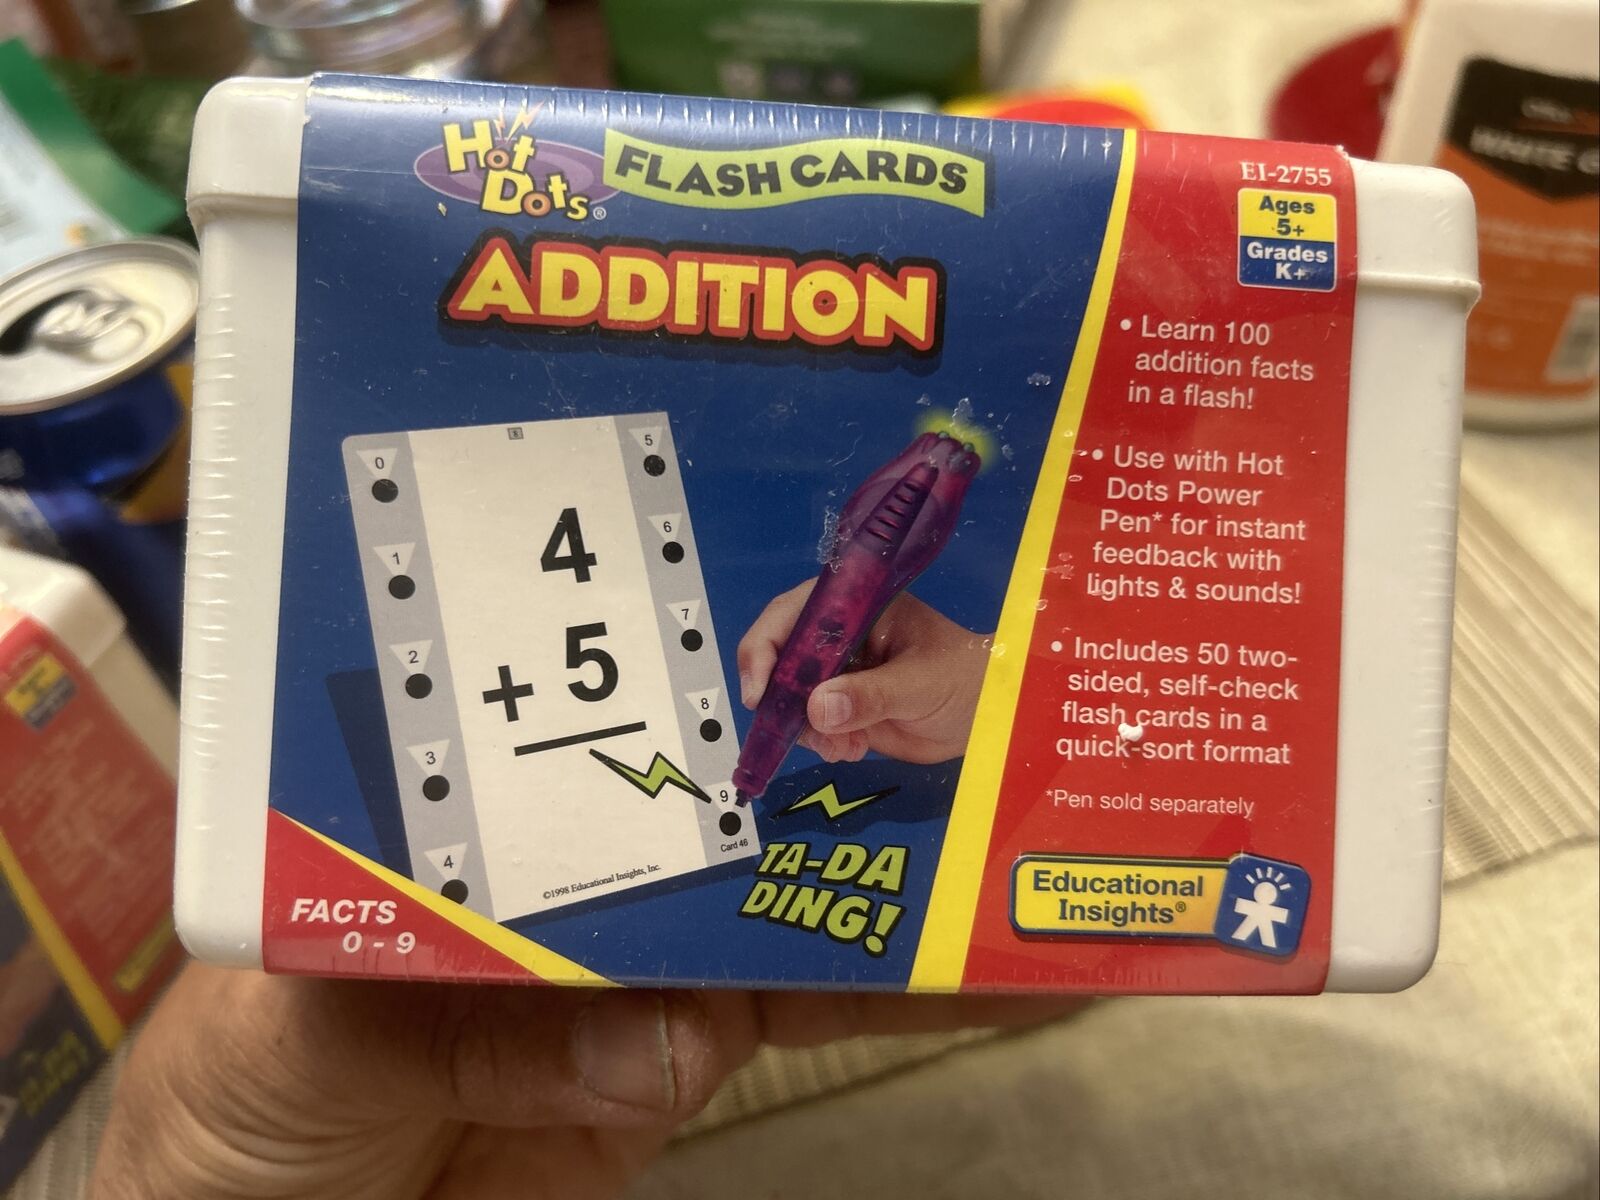 Hot
Dots®
FLASH CARDS
ADDITION
EI-2755
Ages
5+
Grades
K+
• Learn 100
addition facts
in a flash!
• Use with Hot
Dots Power
Pen* for instant
feedback with
lights & sounds!
• Includes 50 two-
sided, self-check
flash cards in a
quick-sort format
*Pen sold separately
Educational
Insights®
8
0
1
2
3
4
5
6
7
8
9
4
+ 5
Card 46
©1998 Educational Insights, Inc.
TA-DA
DING!
FACTS
0 - 9
WHITE